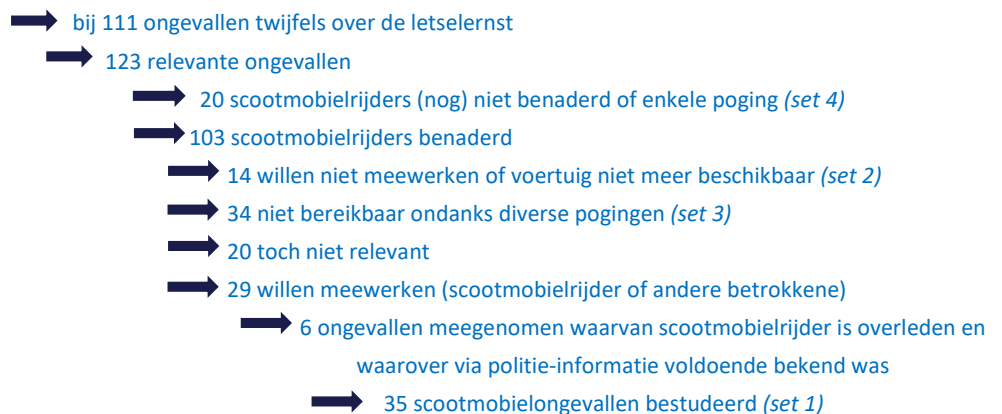 bij 111 ongevallen twijfels over de letselernst
123 relevante ongevallen
20 scootmobielrijders (nog) niet benaderd of enkele poging (set 4)
103 scootmobielrijders benaderd
14 willen niet meewerken of voertuig niet meer beschikbaar (set 2)
34 niet bereikbaar ondanks diverse pogingen (set 3)
20 toch niet relevant
29 willen meewerken (scootmobielrijder of andere betrokkene)
6 ongevallen meegenomen waarvan scootmobielrijder is overleden en
waarover via politie-informatie voldoende bekend was
35 scootmobielongevallen bestudeerd (set 1)